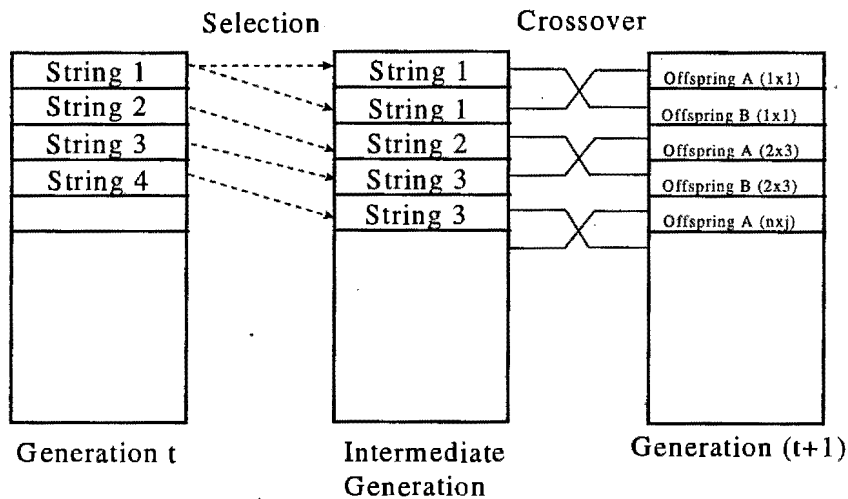 Selection
Crossover
String 1
String 2
String 3
String 4
String 1
String 1
String 2
String 3
String 3
Offspring A (1x1)
Offspring B (1x1)
Offspring A (2x3)
Offspring B (2x3)
Offspring A (nxj)
Generation t
Intermediate
Generation
Generation (t+1)